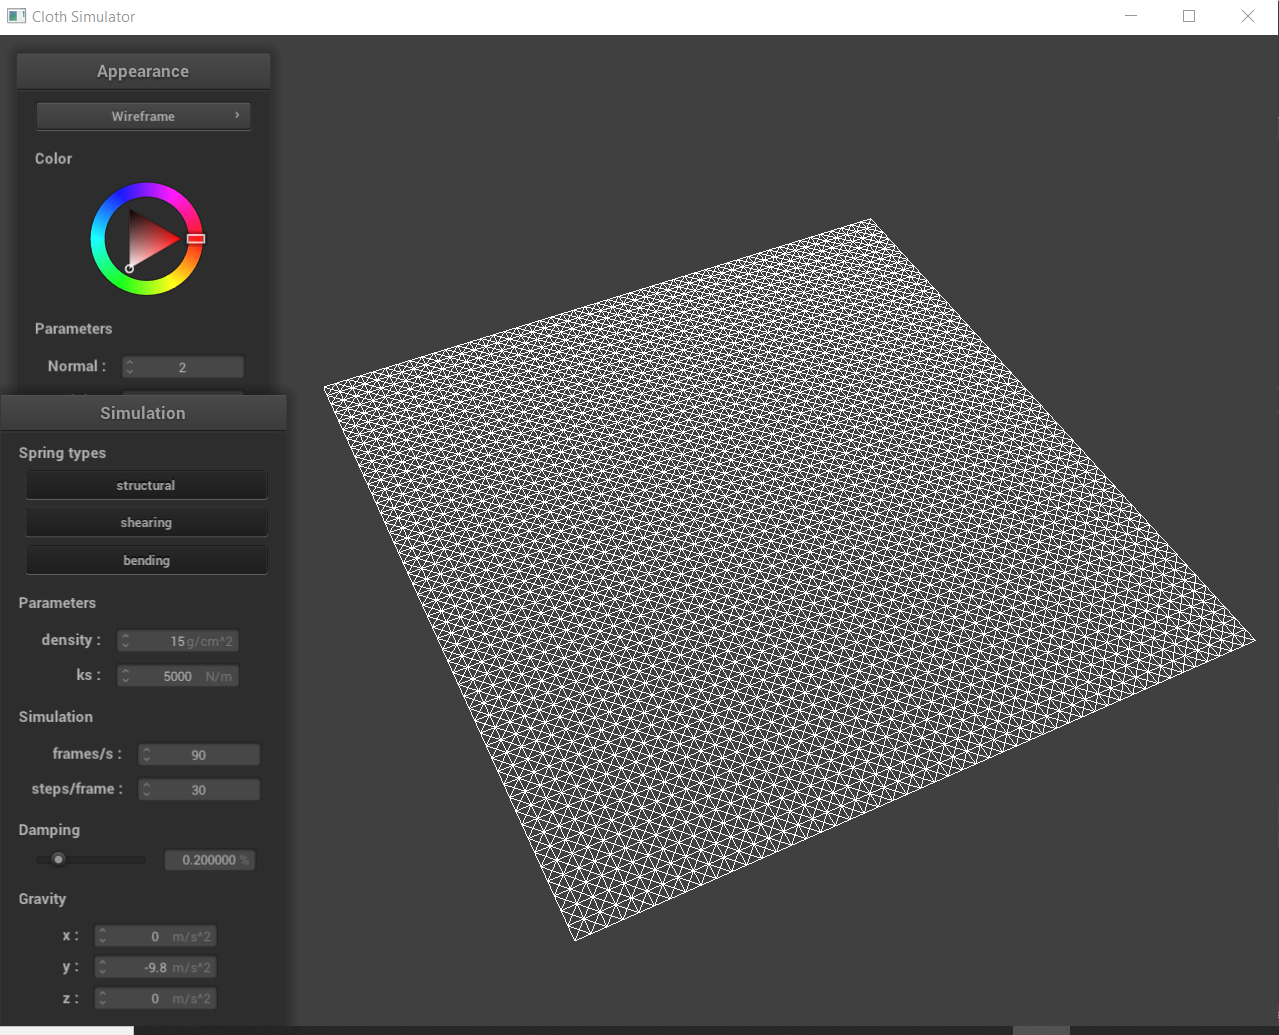 Cloth Simulator
Appearance
Wireframe
Color
Parameters
Normal : 2
Simulation
Spring types
structural
shearing
bending
Parameters
density : 15 g/cm^2
ks : 5000 N/m
Simulation
frames/s : 90
steps/frame : 30
Damping
0.200000 %
Gravity
x : 0 m/s^2
y : -9.8 m/s^2
z : 0 m/s^2